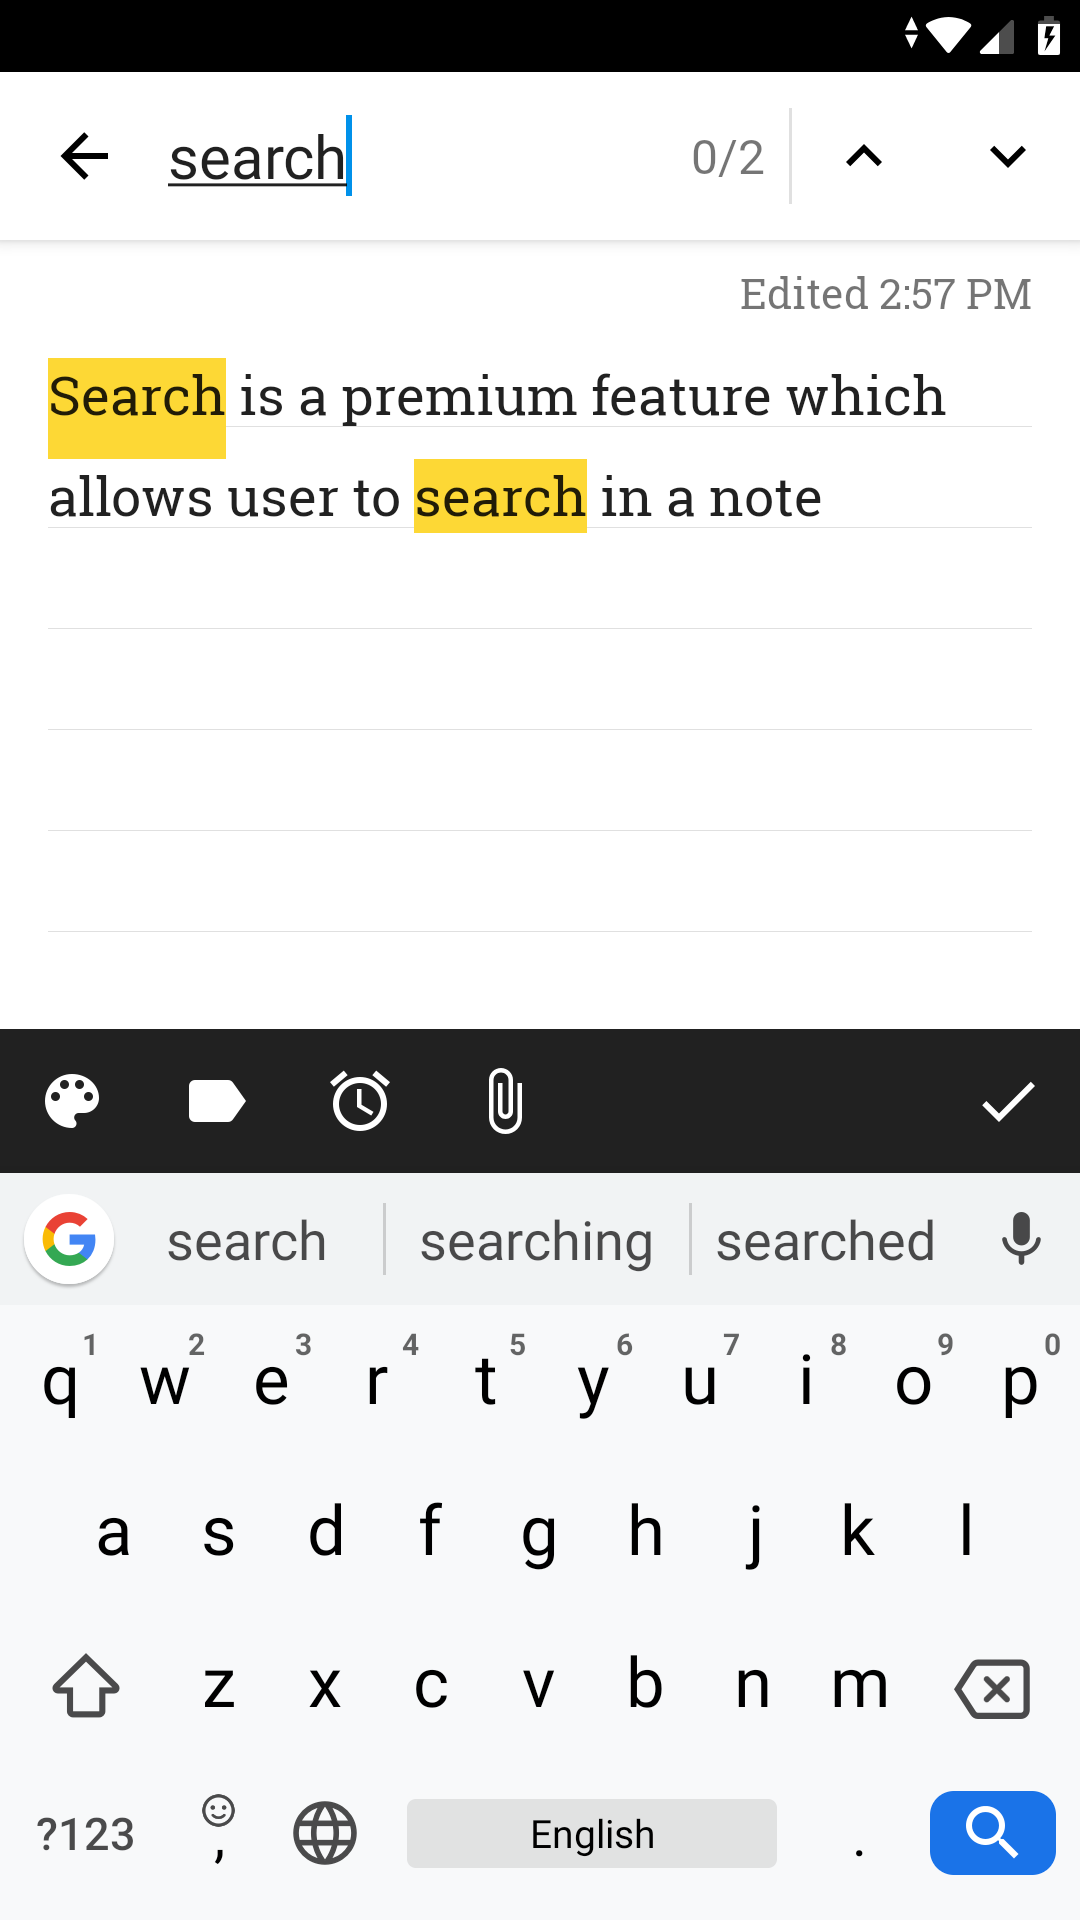 search 0/2
Edited 2:57 PM
Search is a premium feature which
allows user to search in a note
search searching searched
1 2 3 4 5 6 7 8 9 0
q w e r t y u i o p
a s d f g h j k l
z x c v b n m
?123 , English .